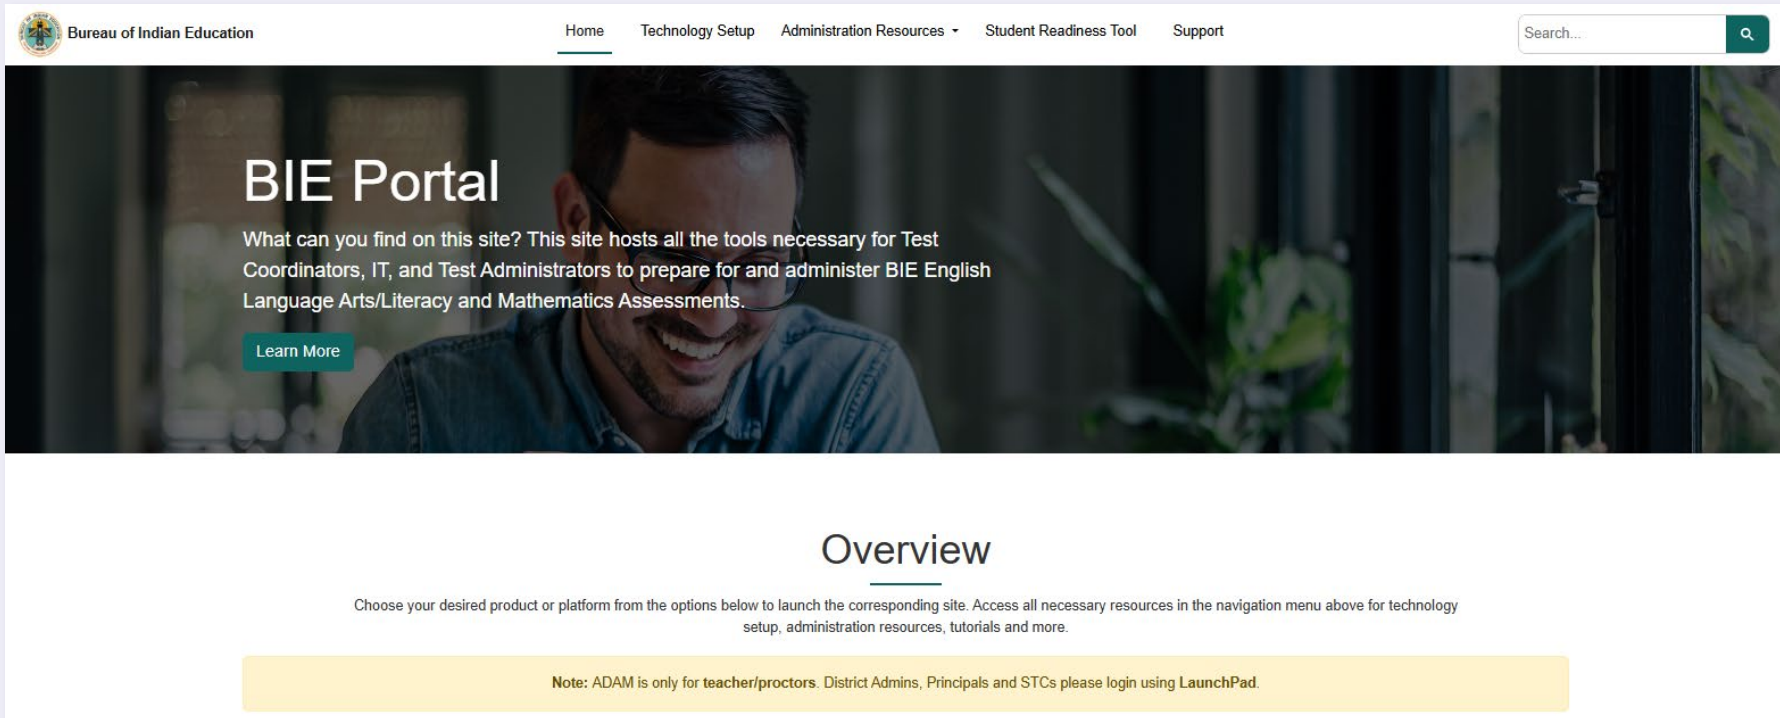 Bureau of Indian Education
Home
Technology Setup
Administration Resources
Student Readiness Tool
Support
Search...
BIE Portal
What can you find on this site? This site hosts all the tools necessary for Test
Coordinators, IT, and Test Administrators to prepare for and administer BIE English
Language Arts/Literacy and Mathematics Assessments.
Learn More
Overview
Choose your desired product or platform from the options below to launch the corresponding site. Access all necessary resources in the navigation menu above for technology
setup, administration resources, tutorials and more.
Note: ADAM is only for teacher/proctors. District Admins, Principals and STCs please login using LaunchPad.